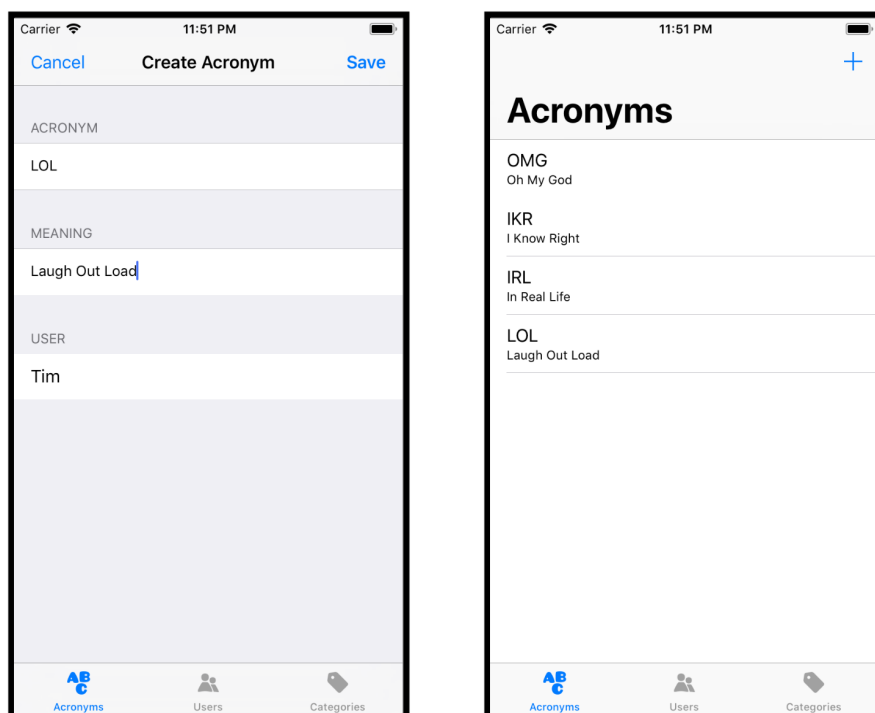 Carrier 11:51 PM
Cancel Create Acronym Save
ACRONYM
LOL
MEANING
Laugh Out Load
USER
Tim
ABC
Acronyms Users Categories
Carrier 11:51 PM
+
Acronyms
OMG
Oh My God
IKR
I Know Right
IRL
In Real Life
LOL
Laugh Out Load
ABC
Acronyms Users Categories